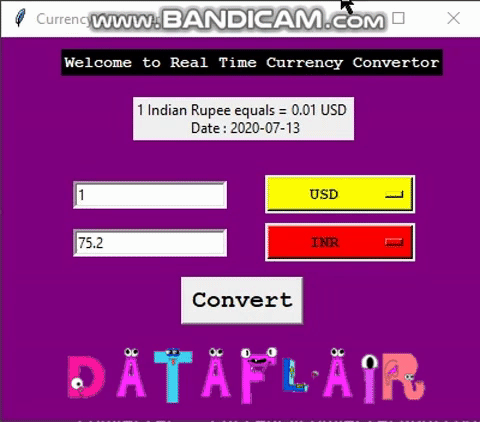 Currency
www.BANDICAM.com
Welcome to Real Time Currency Convertor
1 Indian Rupee equals = 0.01 USD
Date : 2020-07-13
1
USD
75.2
INR
Convert
DATAFLAIR